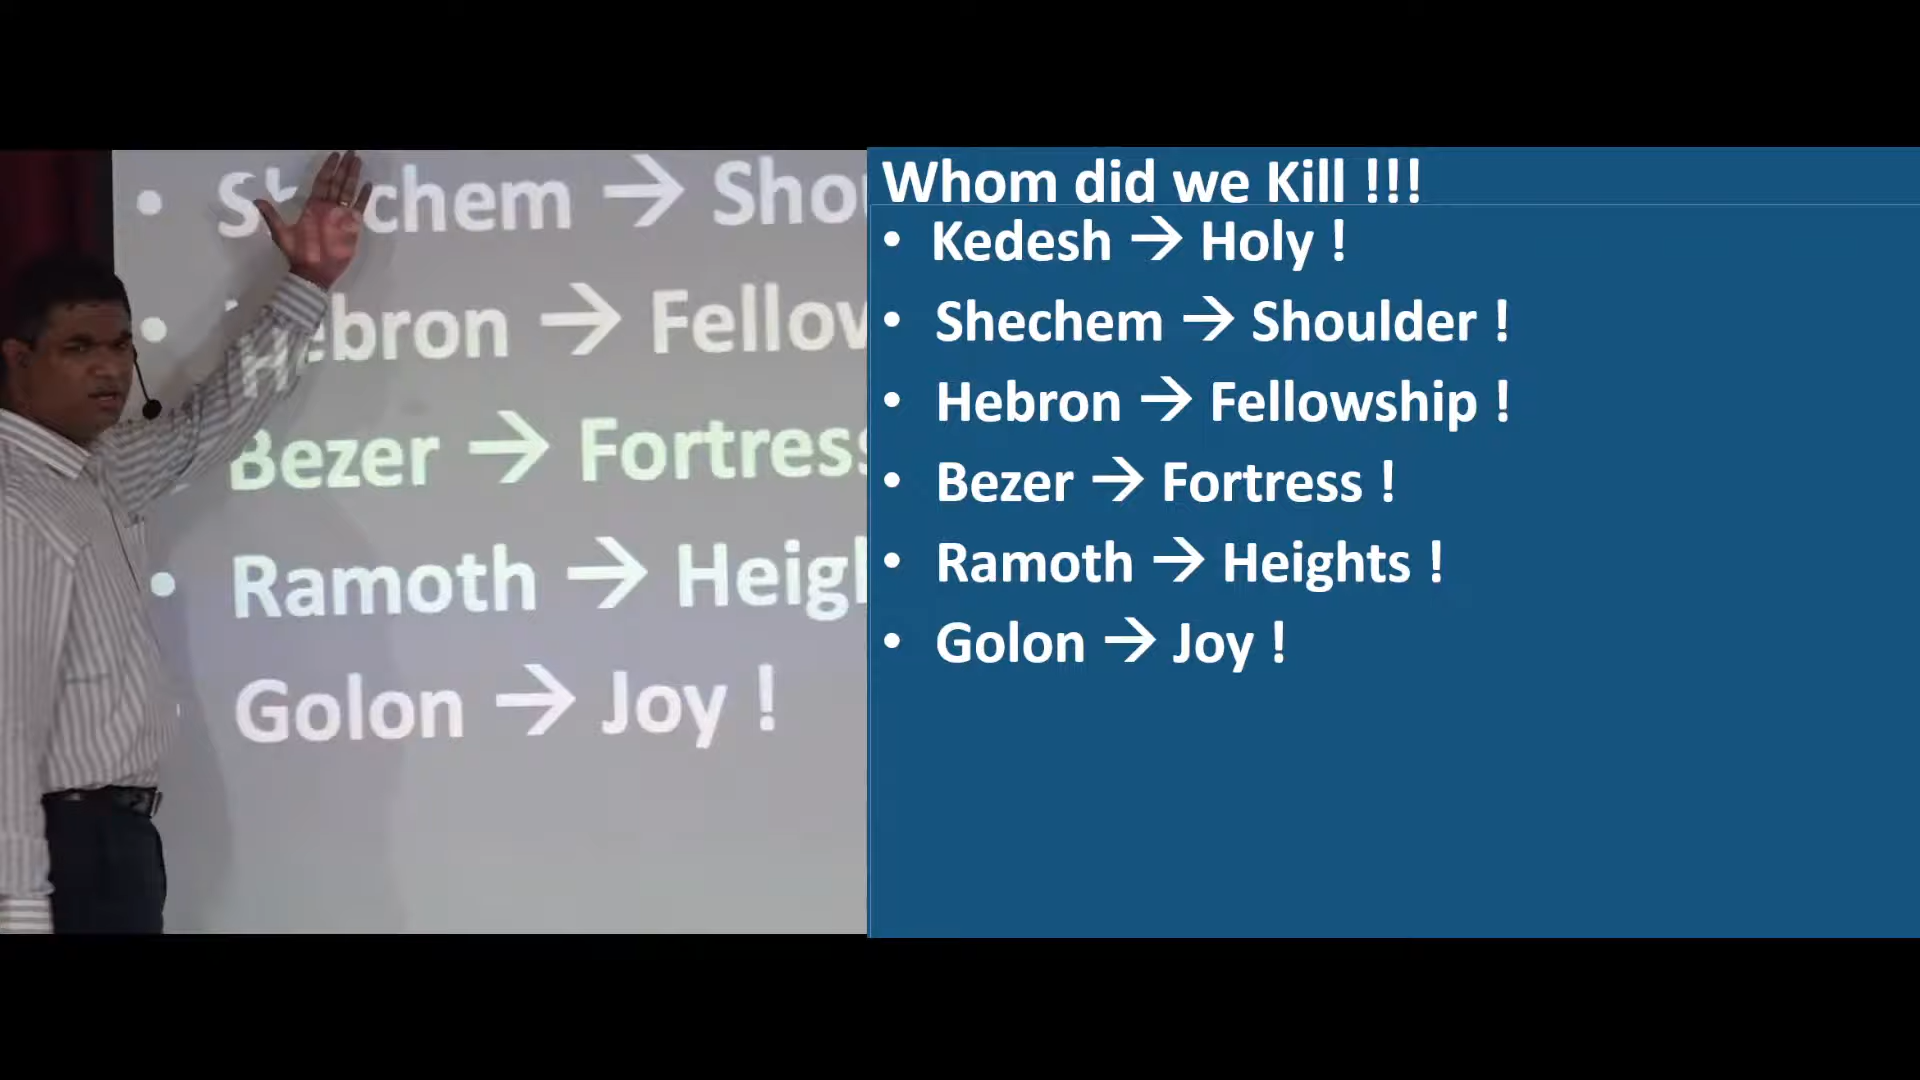 Shechem → Shou
Hebron → Fellow
Bezer → Fortress
Ramoth → Heigh
Golon → Joy !
Whom did we Kill !!!
• Kedesh → Holy !
• Shechem → Shoulder !
• Hebron → Fellowship !
• Bezer → Fortress !
• Ramoth → Heights !
• Golon → Joy !